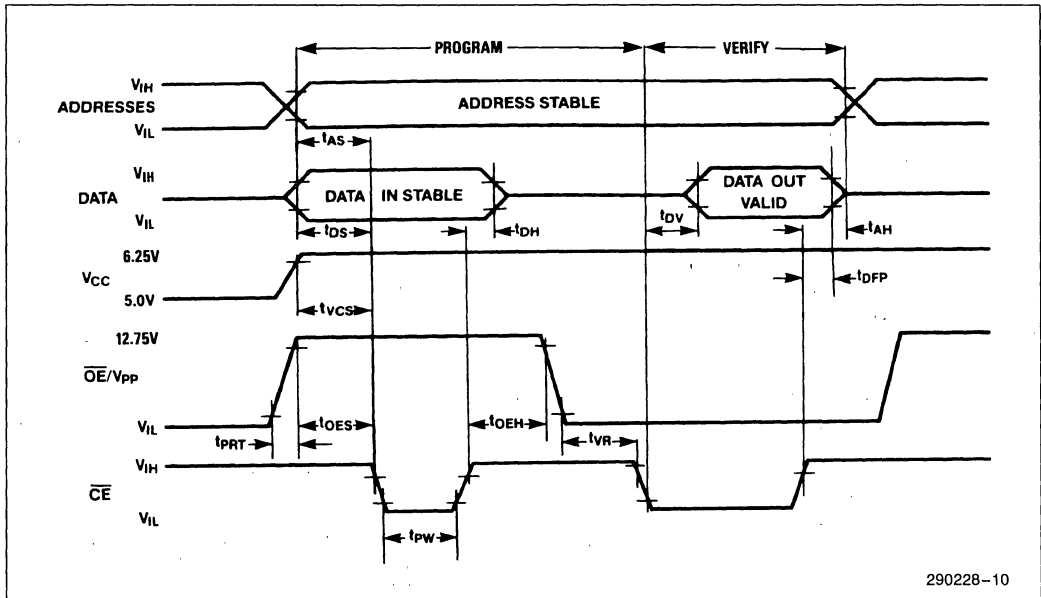 PROGRAM VERIFY
VIH
ADDRESSES ADDRESS STABLE
VIL
tAS
VIH
DATA DATA IN STABLE DATA OUT VALID
VIL
tDS tDH tDV tAH
6.25V
VCC tDFP
5.0V
tVCS
12.75V
OE/VPP
VIL
tPRT tOES tOEH tVR
VIH
CE
VIL
tPW
290228–10